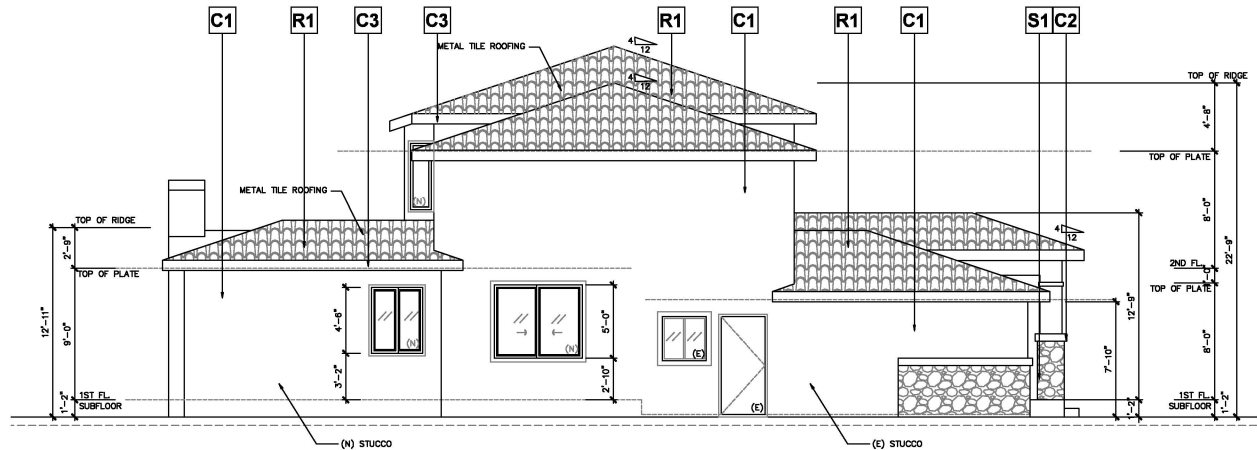 C1
R1
C3
C3
R1
C1
R1
C1
S1
C2
METAL TILE ROOFING
4
12
4
12
TOP OF RIDGE
4'-8"
TOP OF PLATE
(N)
METAL TILE ROOFING
TOP OF RIDGE
2'-9"
TOP OF PLATE
12'-11"
9'-0"
1ST FL.
SUBFLOOR
1'-2"
4'-6"
3'-2"
(N)
5'-0"
2'-10"
(N)
(E)
(E)
4
12
8'-0"
22'-9"
2ND FL.
TOP OF PLATE
12'-9"
8'-0"
7'-10"
1ST FL.
SUBFLOOR
1'-2"
1'-2"
(N) STUCCO
(E) STUCCO